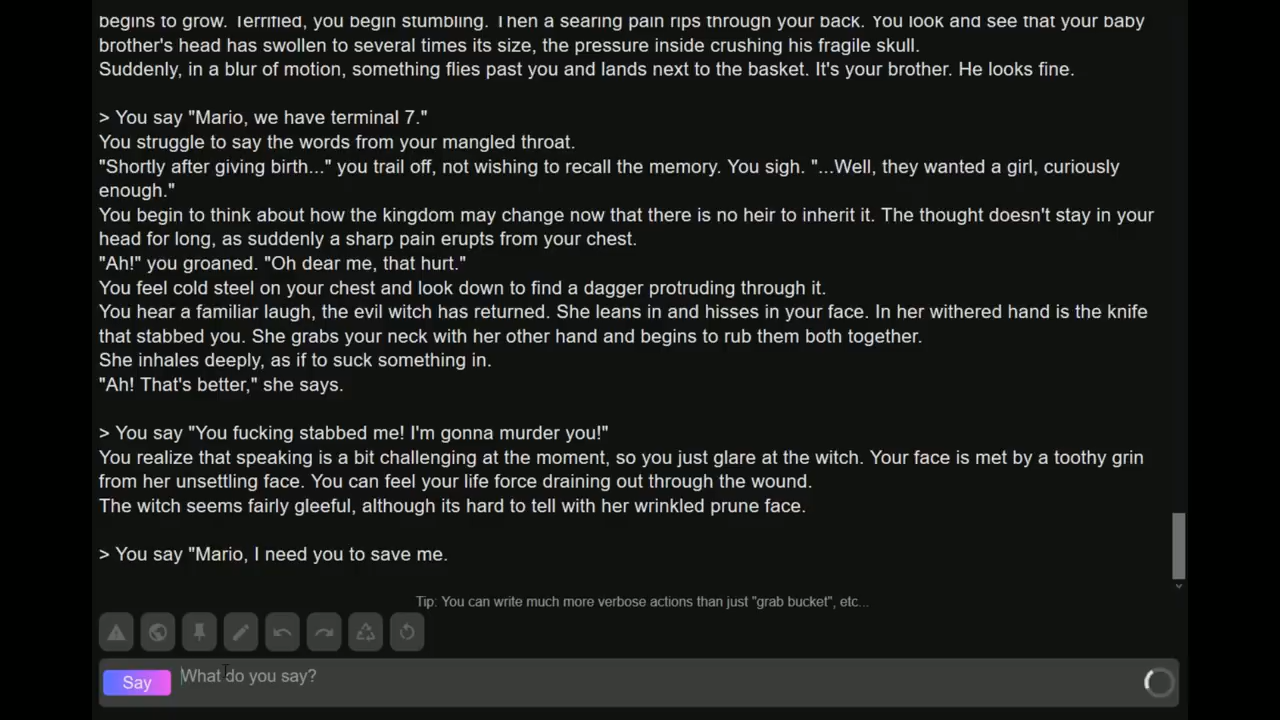 begins to grow. Terrified, you begin stumbling. Then a searing pain rips through your back. You look and see that your baby
brother's head has swollen to several times its size, the pressure inside crushing his fragile skull.
Suddenly, in a blur of motion, something flies past you and lands next to the basket. It's your brother. He looks fine.
> You say "Mario, we have terminal 7."
You struggle to say the words from your mangled throat.
"Shortly after giving birth..." you trail off, not wishing to recall the memory. You sigh. "...Well, they wanted a girl, curiously
enough."
You begin to think about how the kingdom may change now that there is no heir to inherit it. The thought doesn't stay in your
head for long, as suddenly a sharp pain erupts from your chest.
"Ah!" you groaned. "Oh dear me, that hurt."
You feel cold steel on your chest and look down to find a dagger protruding through it.
You hear a familiar laugh, the evil witch has returned. She leans in and hisses in your face. In her withered hand is the knife
that stabbed you. She grabs your neck with her other hand and begins to rub them both together.
She inhales deeply, as if to suck something in.
"Ah! That's better," she says.
> You say "You fucking stabbed me! I'm gonna murder you!"
You realize that speaking is a bit challenging at the moment, so you just glare at the witch. Your face is met by a toothy grin
from her unsettling face. You can feel your life force draining out through the wound.
The witch seems fairly gleeful, although its hard to tell with her wrinkled prune face.
> You say "Mario, I need you to save me.
Tip: You can write much more verbose actions than just "grab bucket", etc...
Say What do you say?